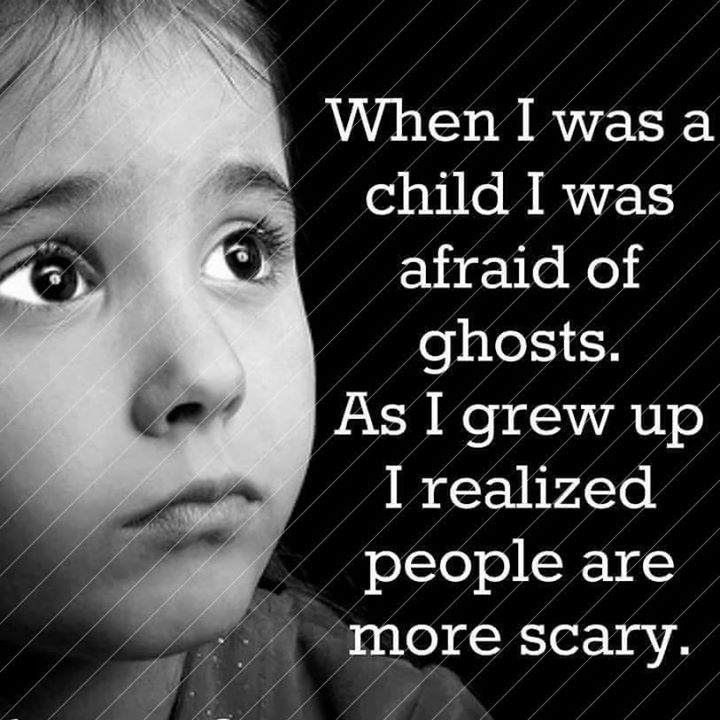 When I was a
child I was
afraid of
ghosts.
As I grew up
I realized
people are
more scary.